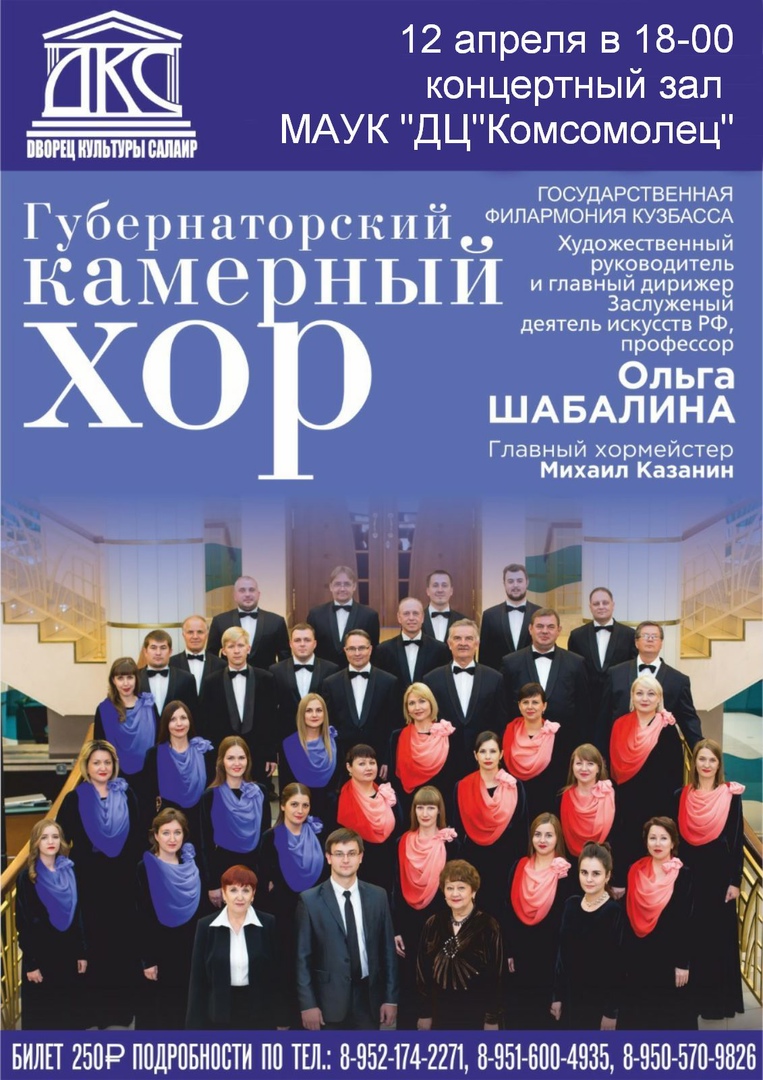 ДКС
DВОРЕЦ КУЛЬТУРЫ САЛАИР
12 апреля в 18-00
концертный зал
МАУК "ДЦ"Комсомолец"
Губернаторский
камерный
хор
ГОСУДАРСТВЕННАЯ
ФИЛАРМОНИЯ КУЗБАССА
Художественный
руководитель
и главный дирижер
Заслуженый
деятель искусств РФ,
профессор
Ольга
ШАБАЛИНА
Главный хормейстер
Михаил Казанин
БИЛЕТ 250₽ ПОДРОБНОСТИ ПО ТЕЛ.: 8-952-174-2271, 8-951-600-4935, 8-950-570-9826